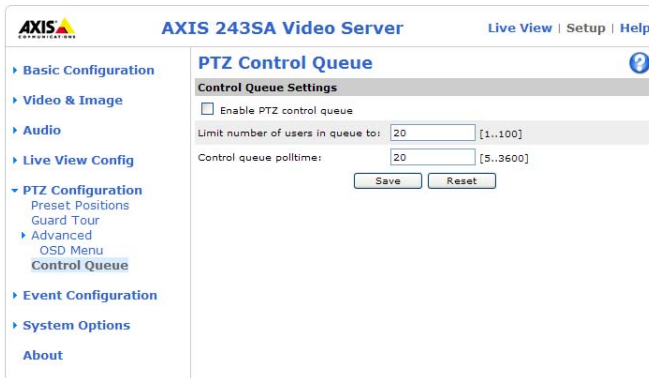 AXIS
COMMUNICATIONS
AXIS 243SA Video Server
Live View | Setup | Help
Basic Configuration
Video & Image
Audio
Live View Config
PTZ Configuration
Preset Positions
Guard Tour
Advanced
OSD Menu
Control Queue
Event Configuration
System Options
About
PTZ Control Queue
?
Control Queue Settings
Enable PTZ control queue
Limit number of users in queue to: 20 [1..100]
Control queue polltime: 20 [5..3600]
Save Reset